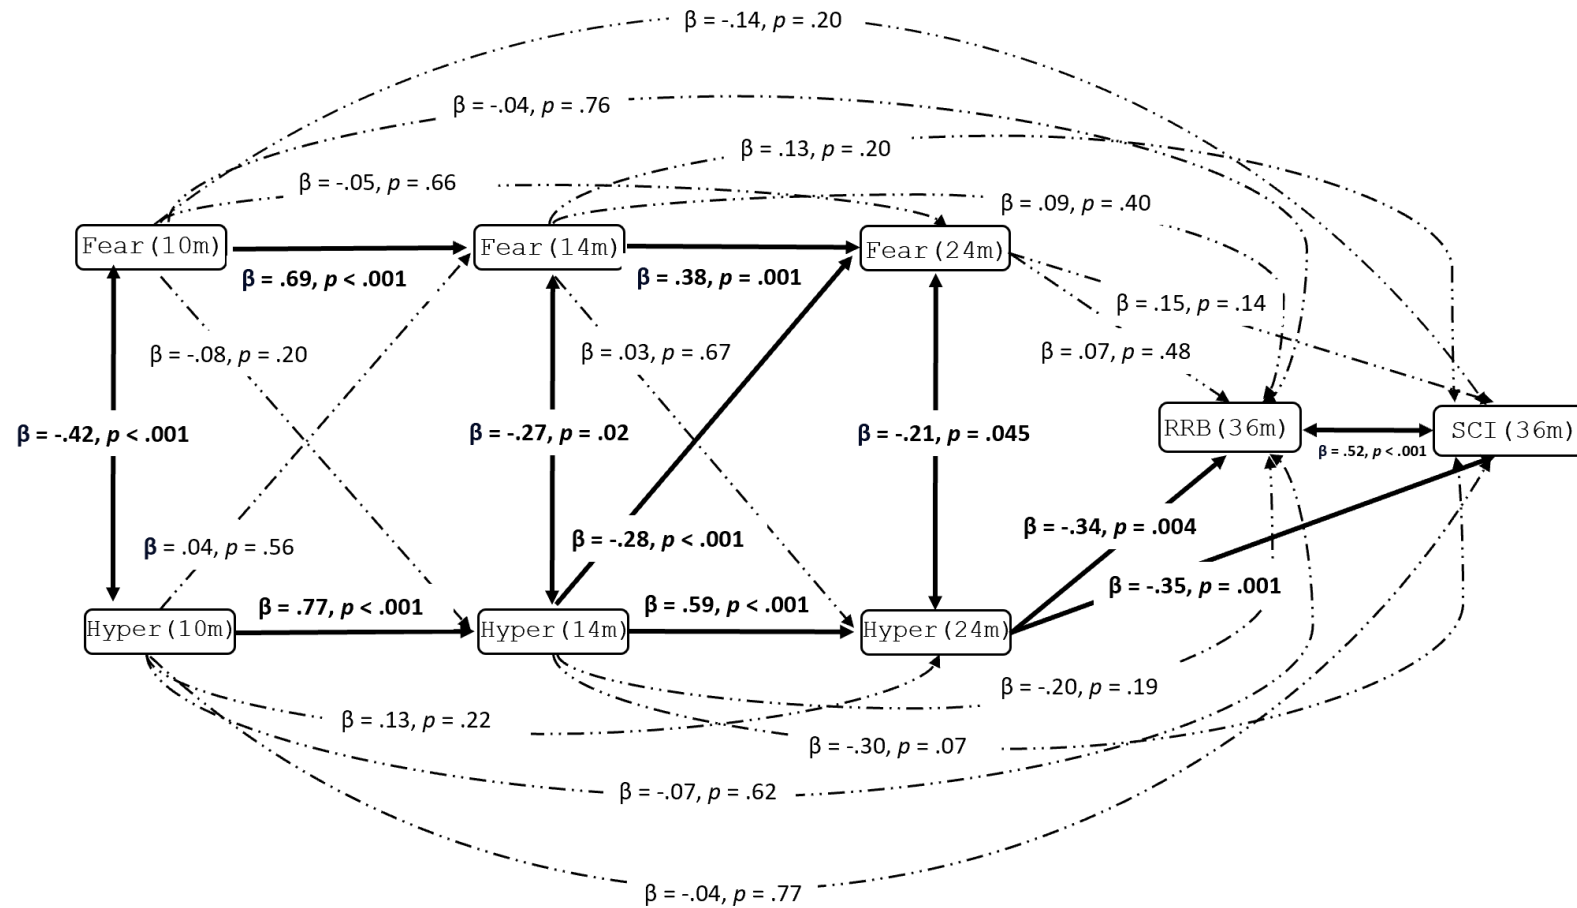 β = -.14, p = .20
β = -.04, p = .76
β = .13, p = .20
β = -.05, p = .66
β = .09, p = .40
Fear(10m)
Fear(14m)
Fear(24m)
β = .69, p < .001
β = .38, p = .001
β = .15, p = .14
β = -.08, p = .20
β = .03, p = .67
β = .07, p = .48
β = -.42, p < .001
β = -.27, p = .02
β = -.21, p = .045
RRB(36m)
SCI(36m)
β = .52, p < .001
β = -.34, p = .004
β = .04, p = .56
β = -.28, p < .001
β = -.35, p = .001
β = .77, p < .001
β = .59, p < .001
Hyper(10m)
Hyper(14m)
Hyper(24m)
β = -.20, p = .19
β = .13, p = .22
β = -.30, p = .07
β = -.07, p = .62
β = -.04, p = .77